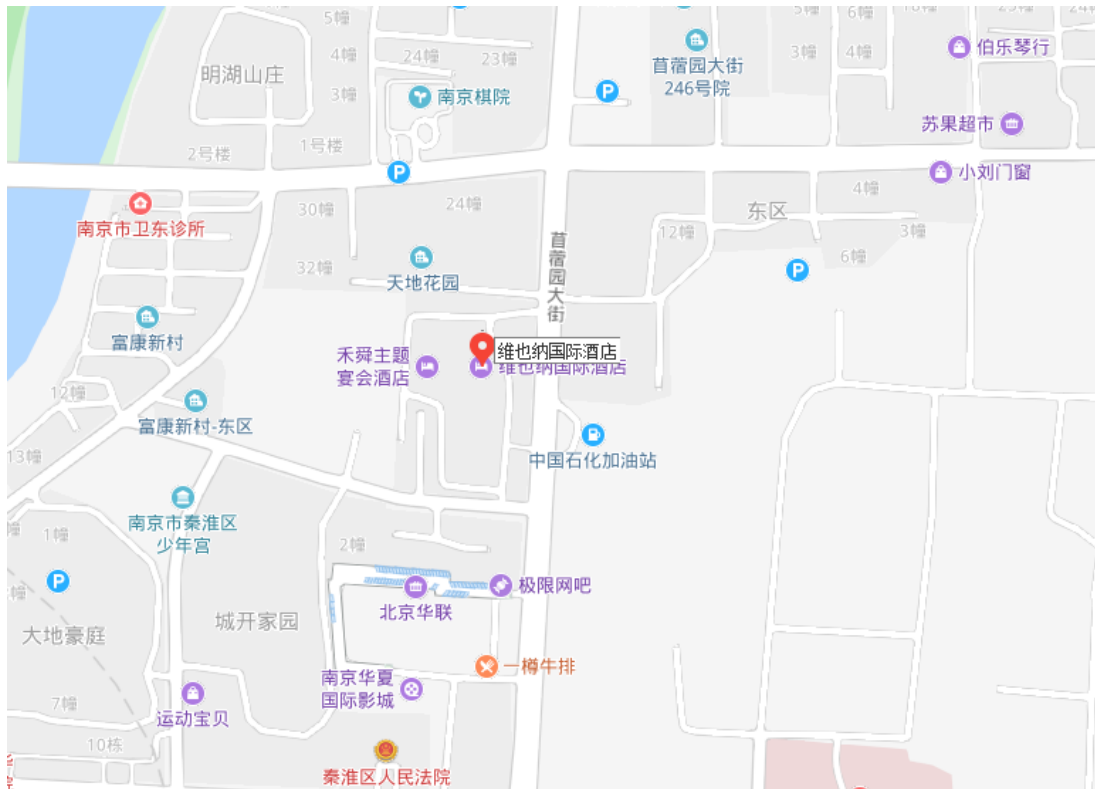 5幢
5幢
6幢
18幢
25幢
24幢
4幢
24幢
23幢
3幢
4幢
伯乐琴行
明湖山庄
苜蓿园大街
246号院
3幢
南京棋院
苏果超市
2号楼
1号楼
小刘门窗
4幢
南京市卫东诊所
30幢
24幢
东区
12幢
3幢
苜蓿园大街
32幢
天地花园
6幢
富康新村
禾舜主题
宴会酒店
维也纳国际酒店
维也纳国际酒店
12幢
富康新村-东区
13幢
中国石化加油站
南京市秦淮区
少年宫
1幢
2幢
北京华联
极限网吧
城开家园
大地豪庭
一樽牛排
南京华夏
国际影城
7幢
运动宝贝
10栋
秦淮区人民法院